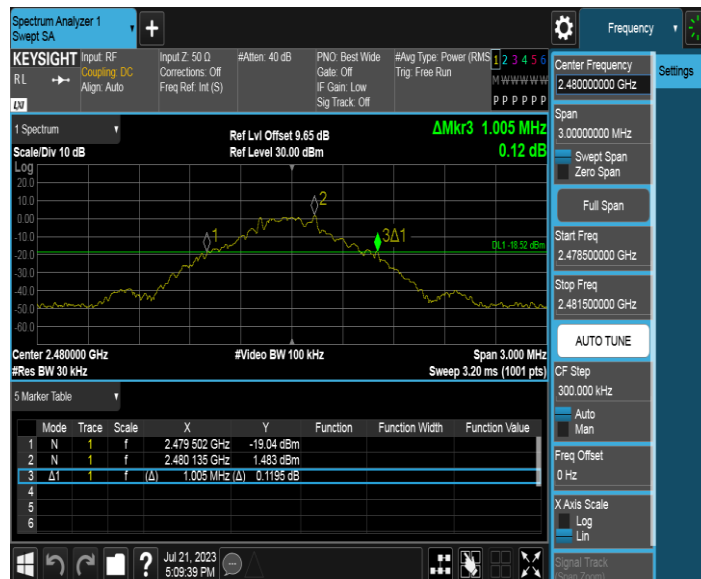 Spectrum Analyzer 1
Swept SA
+
Frequency
KEYSIGHT
RL
LXI
Input: RF
Coupling: DC
Align: Auto
Input Z: 50 Ω
Corrections: Off
Freq Ref: Int (S)
#Atten: 40 dB
PNO: Best Wide
Gate: Off
IF Gain: Low
Sig Track: Off
#Avg Type: Power (RMS
Trig: Free Run
1 2 3 4 5 6
M W W W W W
P P P P P P
Settings
Center Frequency
2.480000000 GHz
Span
3.00000000 MHz
Swept Span
Zero Span
Full Span
Start Freq
2.478500000 GHz
Stop Freq
2.481500000 GHz
AUTO TUNE
CF Step
300.000 kHz
Auto
Man
Freq Offset
0 Hz
X Axis Scale
Log
Lin
Signal Track
(Span Zoom)
1 Spectrum
Scale/Div 10 dB
Log
Ref Lvl Offset 9.65 dB
Ref Level 30.00 dBm
ΔMkr3 1.005 MHz
0.12 dB
20.0
10.0
0.00
-10.0
-20.0
-30.0
-40.0
-50.0
-60.0
1
2
3Δ1
DL1 -18.52 dBm
Center 2.480000 GHz
#Res BW 30 kHz
#Video BW 100 kHz
Span 3.000 MHz
Sweep 3.20 ms (1001 pts)
5 Marker Table
Mode Trace Scale X Y Function Function Width Function Value
1 N 1 f 2.479 502 GHz -19.04 dBm
2 N 1 f 2.480 135 GHz 1.483 dBm
3 Δ1 1 f (Δ) 1.005 MHz (Δ) 0.1195 dB
4
5
6
?
Jul 21, 2023
5:09:39 PM